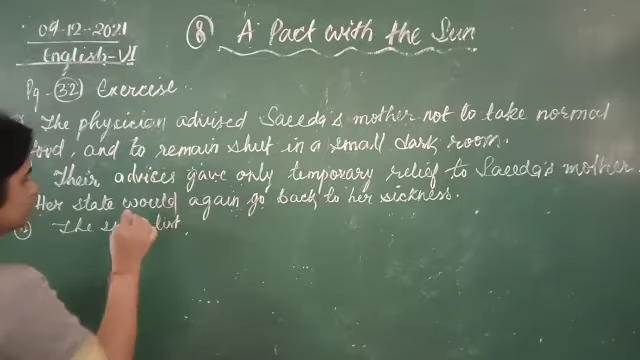 09-12-2021
English-VI
(8) A Pact with the Sun
Pg. (32) Exercise.
The physician advised Saeeda's mother not to take normal
food, and to remain shut in a small dark room.
Their advices gave only temporary relief to Saeeda's mother.
Her state would again go back to her sickness.
The